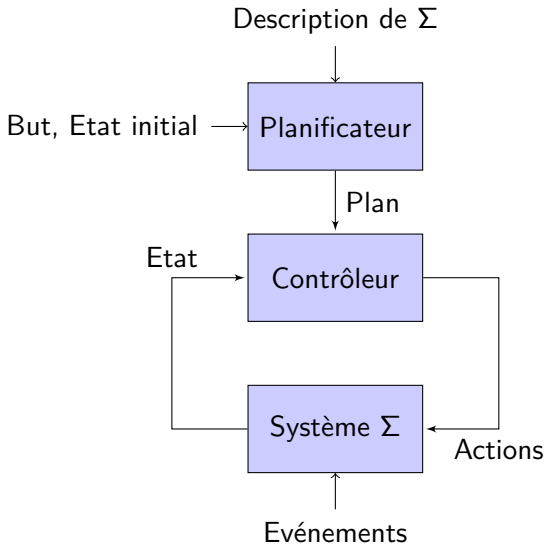 Description de Σ
But, Etat initial
Planificateur
Plan
Etat
Contrôleur
Système Σ
Actions
Evénements